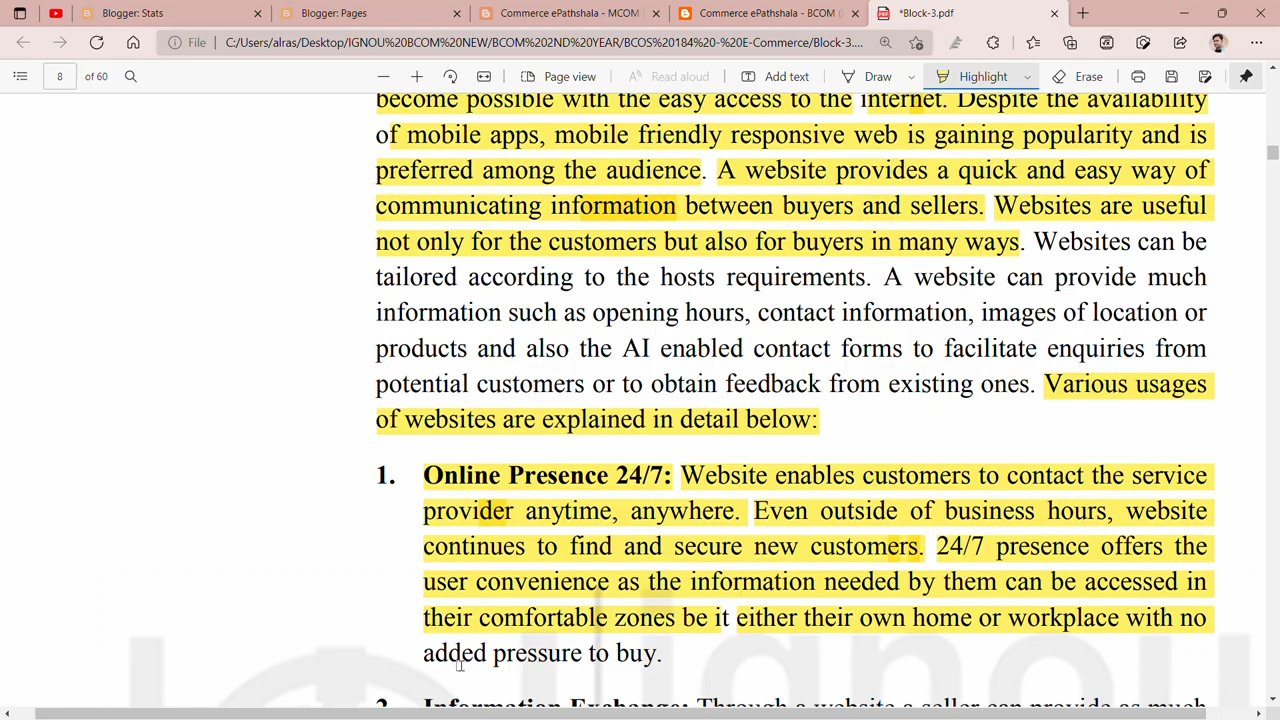 Blogger: Stats
Blogger: Pages
Commerce ePathshala - MCOM (
Commerce ePathshala - BCOM (I
*Block-3.pdf
File
C:/Users/alras/Desktop/IGNOU%20BCOM%20NEW/BCOM%202ND%20YEAR/BCOS%20184%20-%20E-Commerce/Block-3....
8 of 60
Page view
Read aloud
Add text
Draw
Highlight
Erase
become possible with the easy access to the internet. Despite the availability
of mobile apps, mobile friendly responsive web is gaining popularity and is
preferred among the audience. A website provides a quick and easy way of
communicating information between buyers and sellers. Websites are useful
not only for the customers but also for buyers in many ways. Websites can be
tailored according to the hosts requirements. A website can provide much
information such as opening hours, contact information, images of location or
products and also the AI enabled contact forms to facilitate enquiries from
potential customers or to obtain feedback from existing ones. Various usages
of websites are explained in detail below:
1. Online Presence 24/7: Website enables customers to contact the service
provider anytime, anywhere. Even outside of business hours, website
continues to find and secure new customers. 24/7 presence offers the
user convenience as the information needed by them can be accessed in
their comfortable zones be it either their own home or workplace with no
added pressure to buy.
2. Information Exchange: Through a website a seller can provide as much
ignou